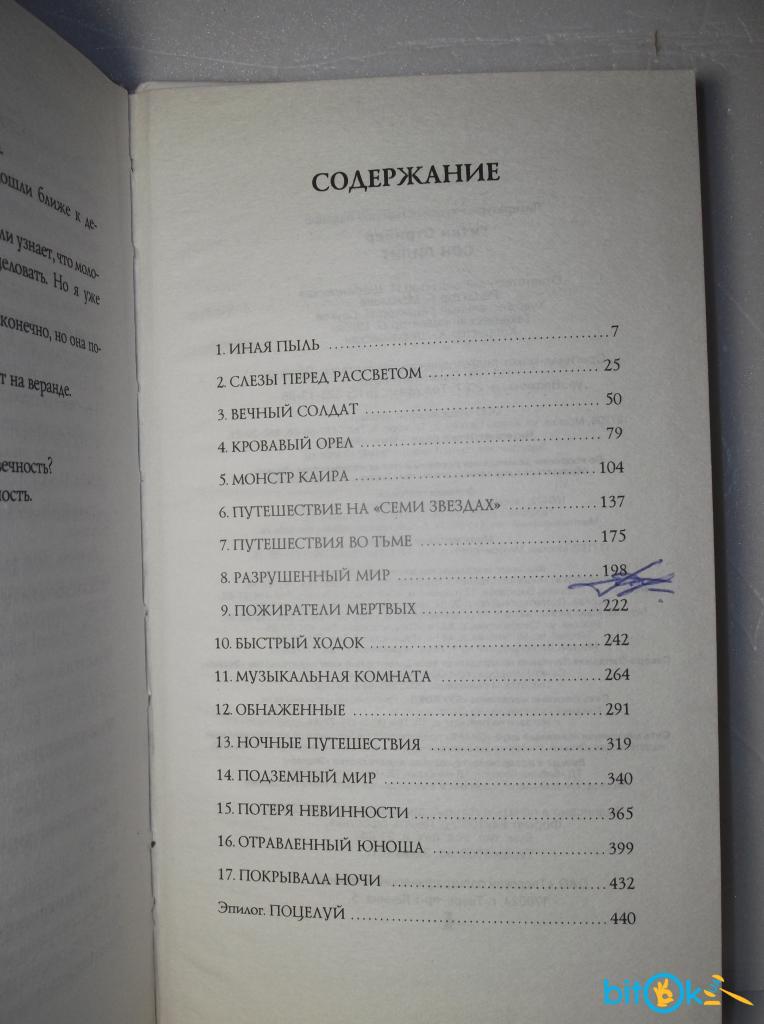 ошли ближе к де-
ли узнает, что моло-
деловать. Но я уже
конечно, но она по-
т на веранде.
вечность?
ность.
СОДЕРЖАНИЕ
1. ИНАЯ ПЫЛЬ ........ 7
2. СЛЕЗЫ ПЕРЕД РАССВЕТОМ ........ 25
3. ВЕЧНЫЙ СОЛДАТ ........ 50
4. КРОВАВЫЙ ОРЕЛ ........ 79
5. МОНСТР КАИРА ........ 104
6. ПУТЕШЕСТВИЕ НА «СЕМИ ЗВЕЗДАХ» ........ 137
7. ПУТЕШЕСТВИЯ ВО ТЬМЕ ........ 175
8. РАЗРУШЕННЫЙ МИР ........ 198
9. ПОЖИРАТЕЛИ МЕРТВЫХ ........ 222
10. БЫСТРЫЙ ХОДОК ........ 242
11. МУЗЫКАЛЬНАЯ КОМНАТА ........ 264
12. ОБНАЖЕННЫЕ ........ 291
13. НОЧНЫЕ ПУТЕШЕСТВИЯ ........ 319
14. ПОДЗЕМНЫЙ МИР ........ 340
15. ПОТЕРЯ НЕВИННОСТИ ........ 365
16. ОТРАВЛЕННЫЙ ЮНОША ........ 399
17. ПОКРЫВАЛА НОЧИ ........ 432
Эпилог. ПОЦЕЛУЙ ........ 440
bitOk